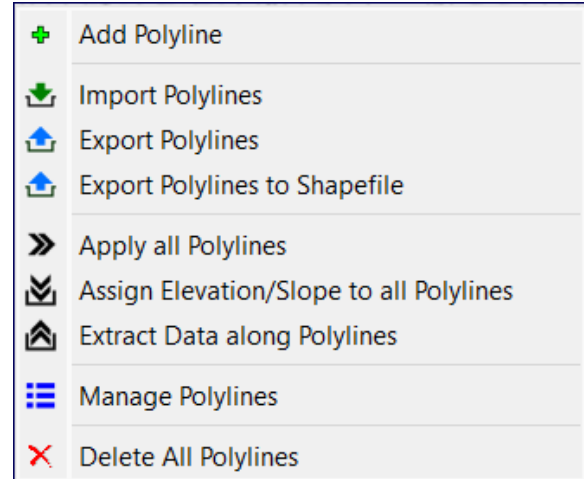 Add Polyline
Import Polylines
Export Polylines
Export Polylines to Shapefile
Apply all Polylines
Assign Elevation/Slope to all Polylines
Extract Data along Polylines
Manage Polylines
Delete All Polylines